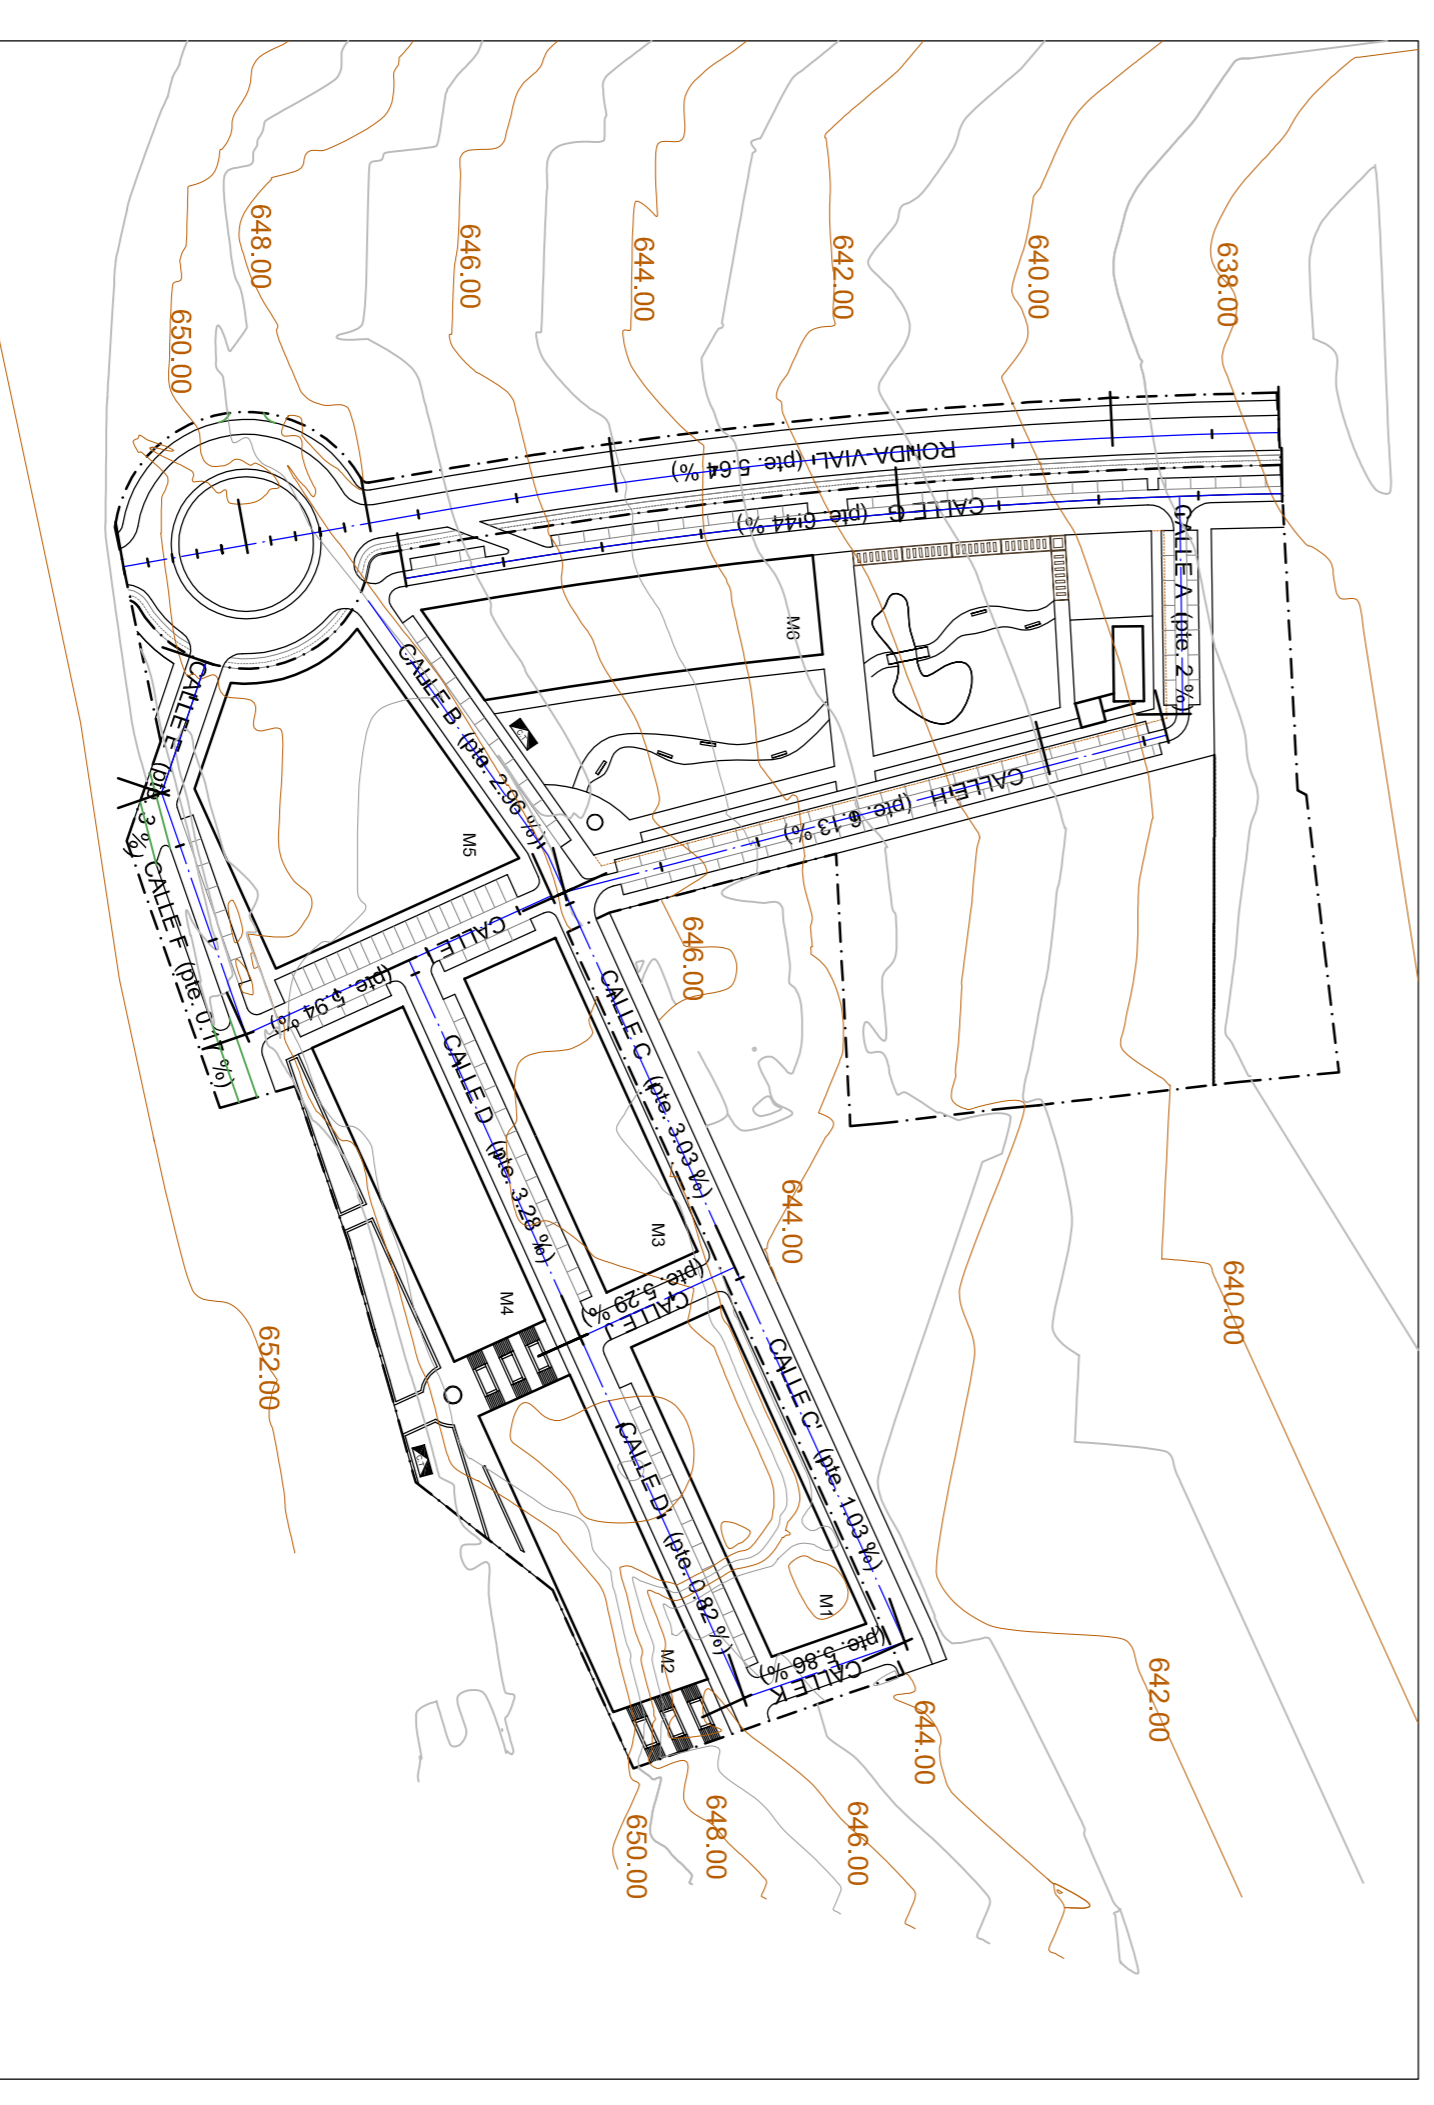 648.00
646.00
644.00
642.00
640.00
638.00
650.00
RONDA VIAL (pte. 5.64 %)
CALLE G (pte. 6.44 %)
CALLE A (pte. 2 %)
M6
CALLE B (pte. 2.96 %)
C.T.
CALLE E (pte. 3 %)
CALLE H (pte. 6.13 %)
M5
CALLE F (pte. 0.17 %)
CALLE I (pte. 5.94 %)
646.00
CALLE C (pte. 3.03 %)
CALLE D (pte. 3.28 %)
644.00
M3
M4
CALLE J
(pte. 5.29 %)
640.00
652.00
CALLE C' (pte. 1.03 %)
CALLE D' (pte. 0.82 %)
C.T.
M1
M2
CALLE K
(pte. 5.86 %)
642.00
644.00
646.00
648.00
650.00